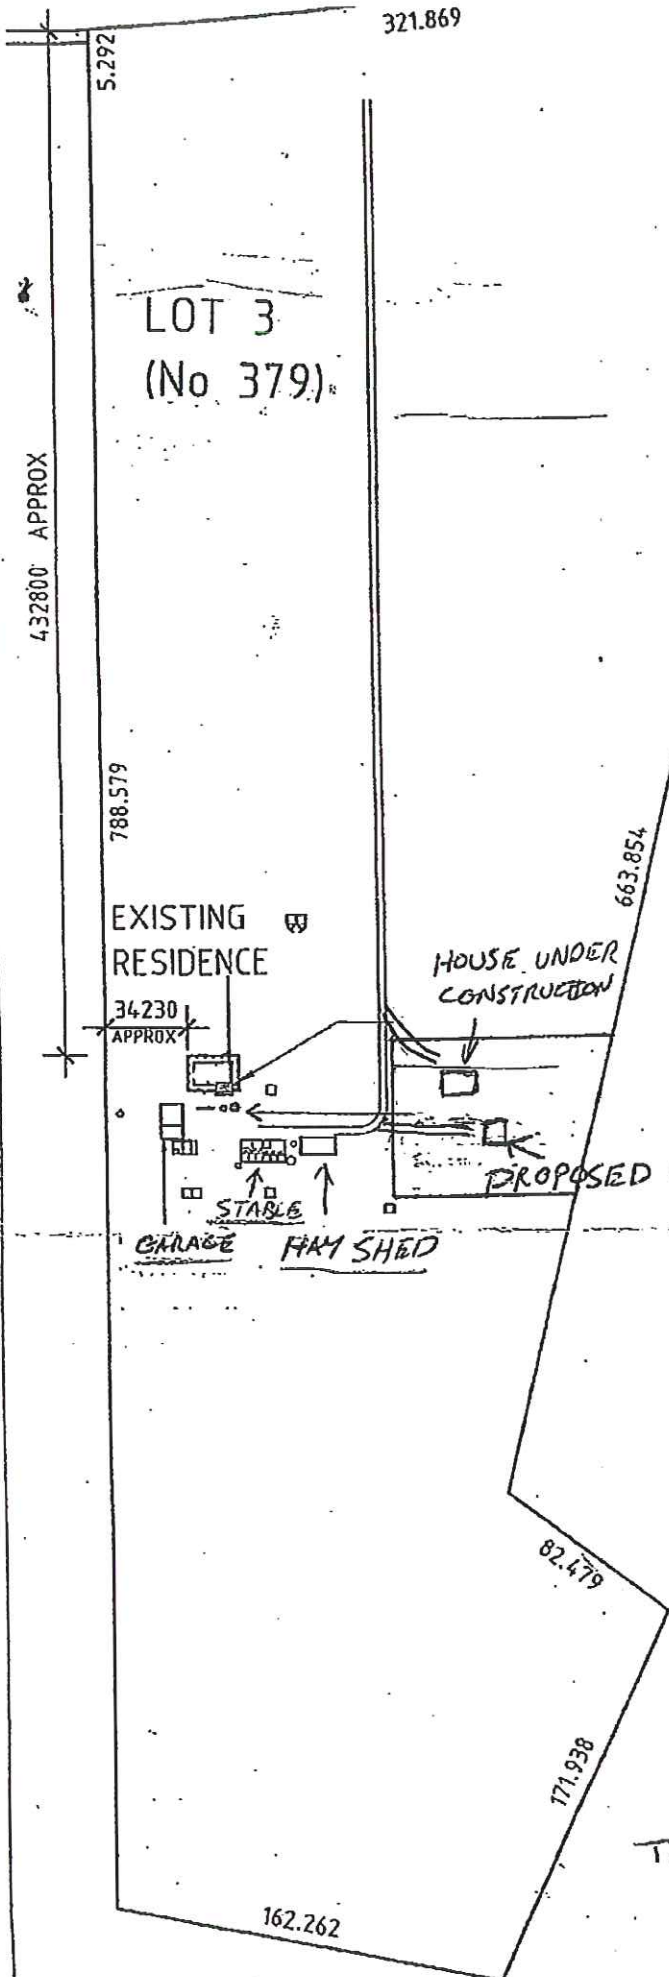 321.869
5.292
LOT 3
(No 379)
432800 APPROX
788.579
663.854
EXISTING
RESIDENCE
HOUSE UNDER
CONSTRUCTION
34230
APPROX
PROPOSED
STABLE
GARAGE
HAY SHED
82.479
171.938
162.262